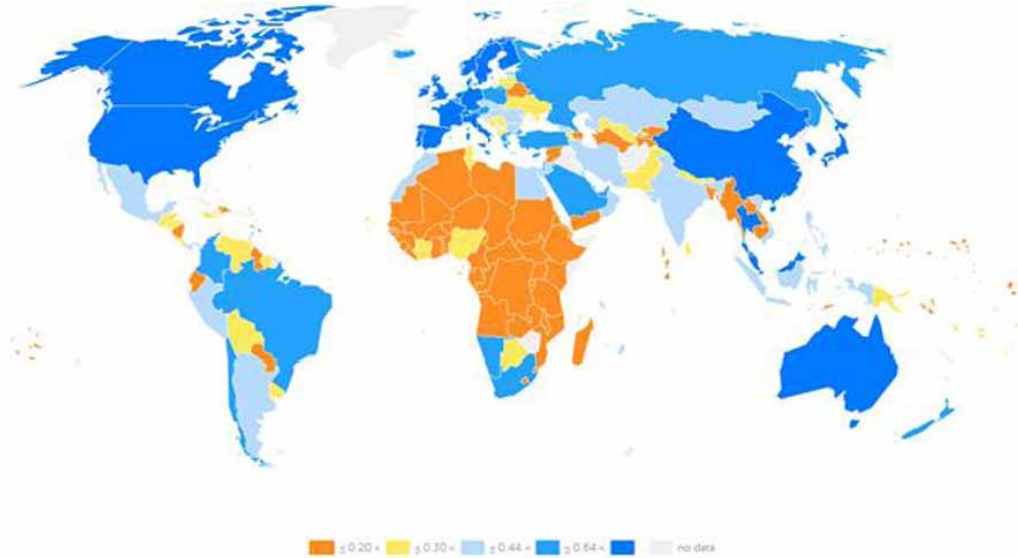 ≤ 0.20 < ≤ 0.30 < ≤ 0.44 < ≤ 0.64 < no data